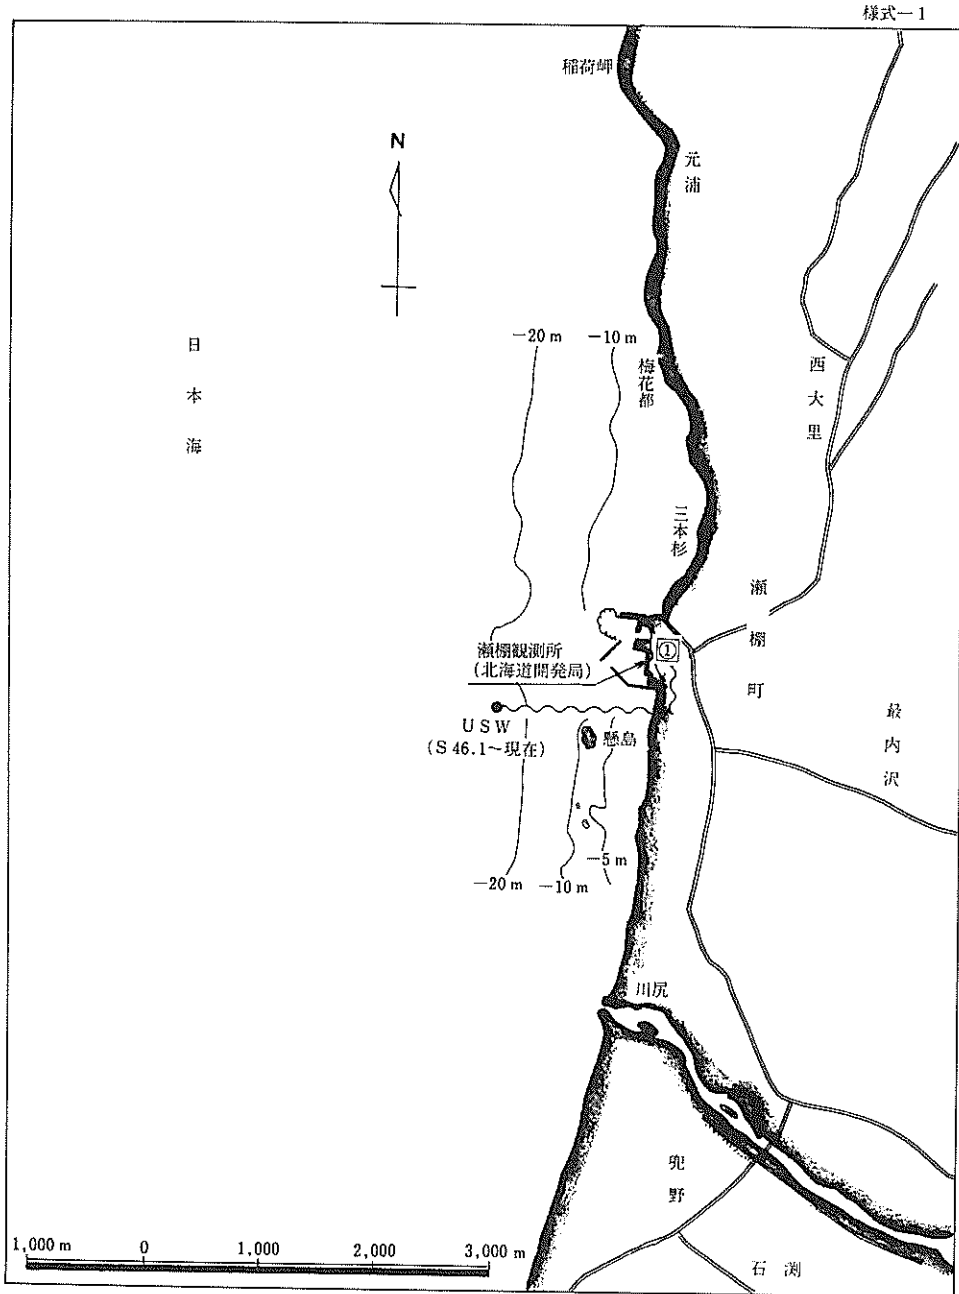 様式－1
稲荷岬
N
元浦
日本海
－20 m
－10 m
梅花都
西大里
三本杉
瀬棚町
瀬棚観測所
(北海道開発局)
①
USW
(S 46.1〜現在)
懸島
最内沢
－5 m
－20 m
－10 m
川尻
兜野
石渕
1,000 m 0 1,000 2,000 3,000 m